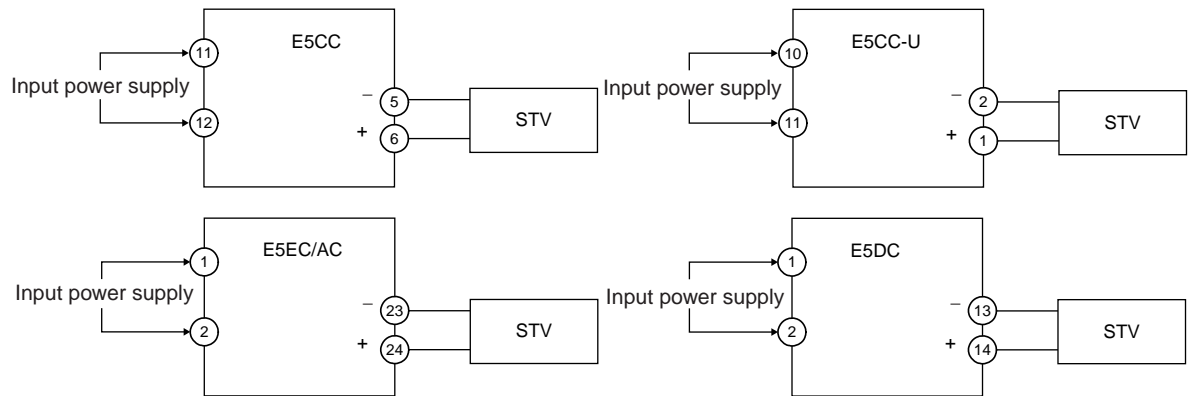 E5CC
11
Input power supply
12
–
5
+
6
STV
E5CC-U
10
Input power supply
11
–
2
+
1
STV
E5EC/AC
1
Input power supply
2
–
23
+
24
STV
E5DC
1
Input power supply
2
–
13
+
14
STV